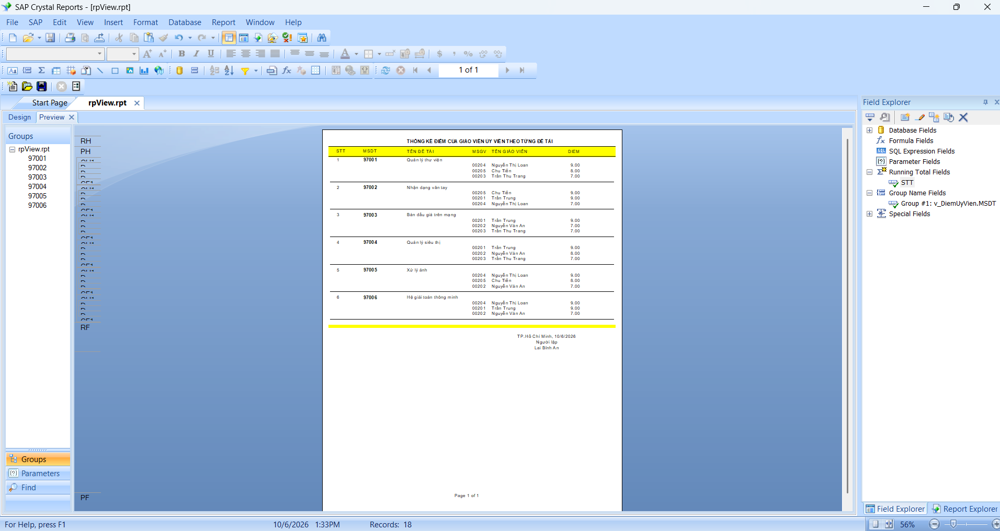 SAP Crystal Reports - [rpView.rpt]
File SAP Edit View Insert Format Database Report Window Help
1 of 1
Start Page rpView.rpt
Design Preview
Groups
rpView.rpt
97001
97002
97003
97004
97005
97006
Groups
Parameters
Find
RH
PH
RF
PF
THỐNG KÊ ĐIỂM CỦA GIÁO VIÊN ỦY VIÊN THEO TỪNG ĐỀ TÀI
STT MSDT TÊN ĐỀ TÀI MSGV TÊN GIÁO VIÊN DIEM
1 97001 Quản lý thư viện
00204 Nguyễn Thị Loan 9.00
00205 Chu Tiến 8.00
00203 Trần Thu Trang 7.00
2 97002 Nhận dạng vân tay
00205 Chu Tiến 9.00
00201 Trần Trung 9.00
00204 Nguyễn Thị Loan 7.00
3 97003 Bán đấu giá trên mạng
00201 Trần Trung 9.00
00202 Nguyễn Văn An 7.00
00203 Trần Thu Trang 7.00
4 97004 Quản lý siêu thị
00201 Trần Trung 9.00
00202 Nguyễn Văn An 8.00
00203 Trần Thu Trang 7.00
5 97005 Xử lý ảnh
00204 Nguyễn Thị Loan 9.00
00205 Chu Tiến 8.00
00202 Nguyễn Văn An 7.00
6 97006 Hệ giải toán thông minh
00204 Nguyễn Thị Loan 9.00
00201 Trần Trung 9.00
00202 Nguyễn Văn An 7.00
TP.Hồ Chí Minh, 10/6/2026
Người lập
Lai Bỉnh An
Page 1 of 1
Field Explorer
Database Fields
Formula Fields
SQL Expression Fields
Parameter Fields
Running Total Fields
STT
Group Name Fields
Group #1: v_DiemUyVien.MSDT
Special Fields
Field Explorer Report Explorer
For Help, press F1 10/6/2026 1:33PM Records: 18 56%